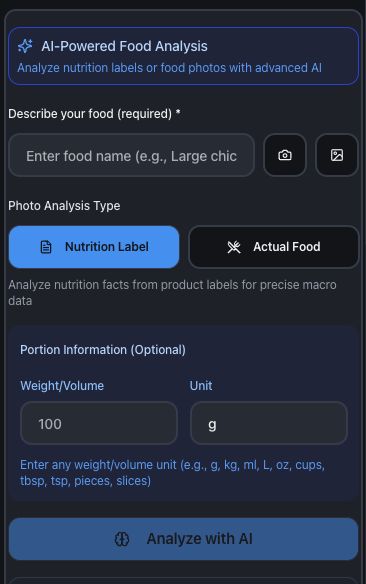 AI-Powered Food Analysis
Analyze nutrition labels or food photos with advanced AI
Describe your food (required) *
Enter food name (e.g., Large chic
Photo Analysis Type
Nutrition Label
Actual Food
Analyze nutrition facts from product labels for precise macro
data
Portion Information (Optional)
Weight/Volume
Unit
100
g
Enter any weight/volume unit (e.g., g, kg, ml, L, oz, cups,
tbsp, tsp, pieces, slices)
Analyze with AI